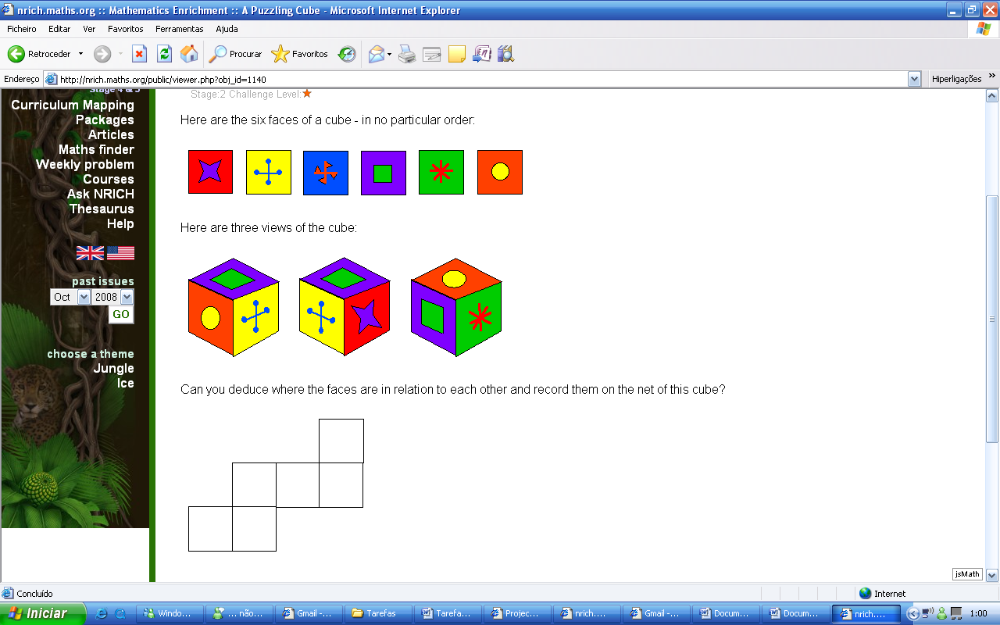 nrich.maths.org :: Mathematics Enrichment :: A Puzzling Cube - Microsoft Internet Explorer
Ficheiro Editar Ver Favoritos Ferramentas Ajuda
Retroceder Procurar Favoritos
Endereço http://nrich.maths.org/public/viewer.php?obj_id=1140 Hiperligações »
Stage 4 & 5
Curriculum Mapping
Packages
Articles
Maths finder
Weekly problem
Courses
Ask NRICH
Thesaurus
Help
past issues
Oct 2008
GO
choose a theme
Jungle
Ice
Stage:2 Challenge Level:
Here are the six faces of a cube - in no particular order:
Here are three views of the cube:
Can you deduce where the faces are in relation to each other and record them on the net of this cube?
jsMath
Concluído Internet
Iniciar Windo... ... não... Gmail -... Tarefas Tarefa... Projec... nrich.... Gmail -... Docum... Docum... nrich.... 1:00